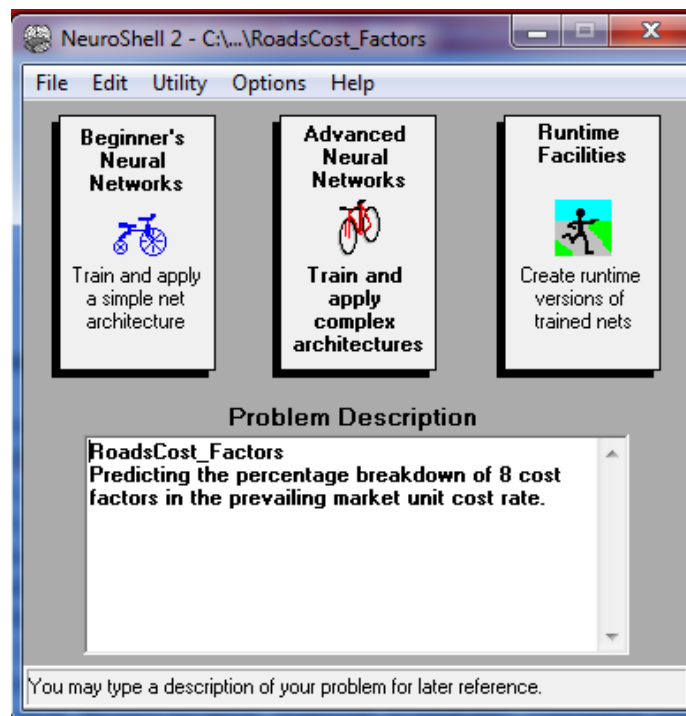 NeuroShell 2 - C:\...\RoadsCost_Factors
File Edit Utility Options Help
Beginner's
Neural
Networks
Train and apply
a simple net
architecture
Advanced
Neural
Networks
Train and
apply
complex
architectures
Runtime
Facilities
Create runtime
versions of
trained nets
Problem Description
RoadsCost_Factors
Predicting the percentage breakdown of 8 cost
factors in the prevailing market unit cost rate.
You may type a description of your problem for later reference.